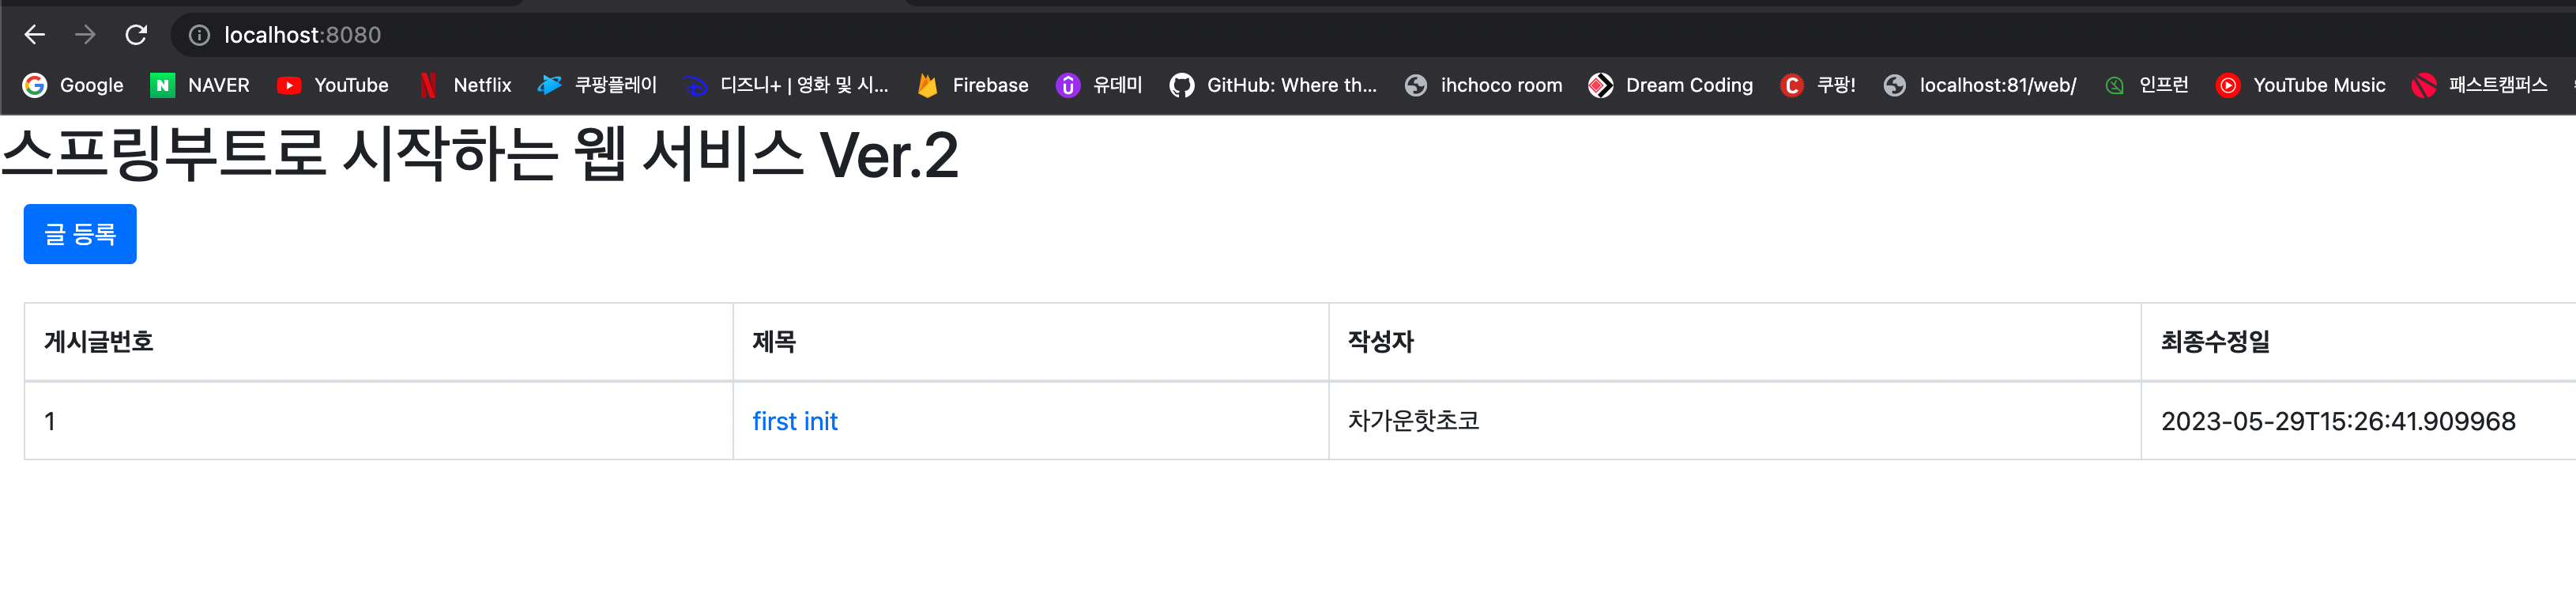 localhost:8080
Google NAVER YouTube Netflix 쿠팡플레이 디즈니+ | 영화 및 시... Firebase 유데미 GitHub: Where th... ihchoco room Dream Coding 쿠팡! localhost:81/web/ 인프런 YouTube Music 패스트캠퍼스
스프링부트로 시작하는 웹 서비스 Ver.2
글 등록
게시글번호 제목 작성자 최종수정일
1 first init 차가운핫초코 2023-05-29T15:26:41.909968